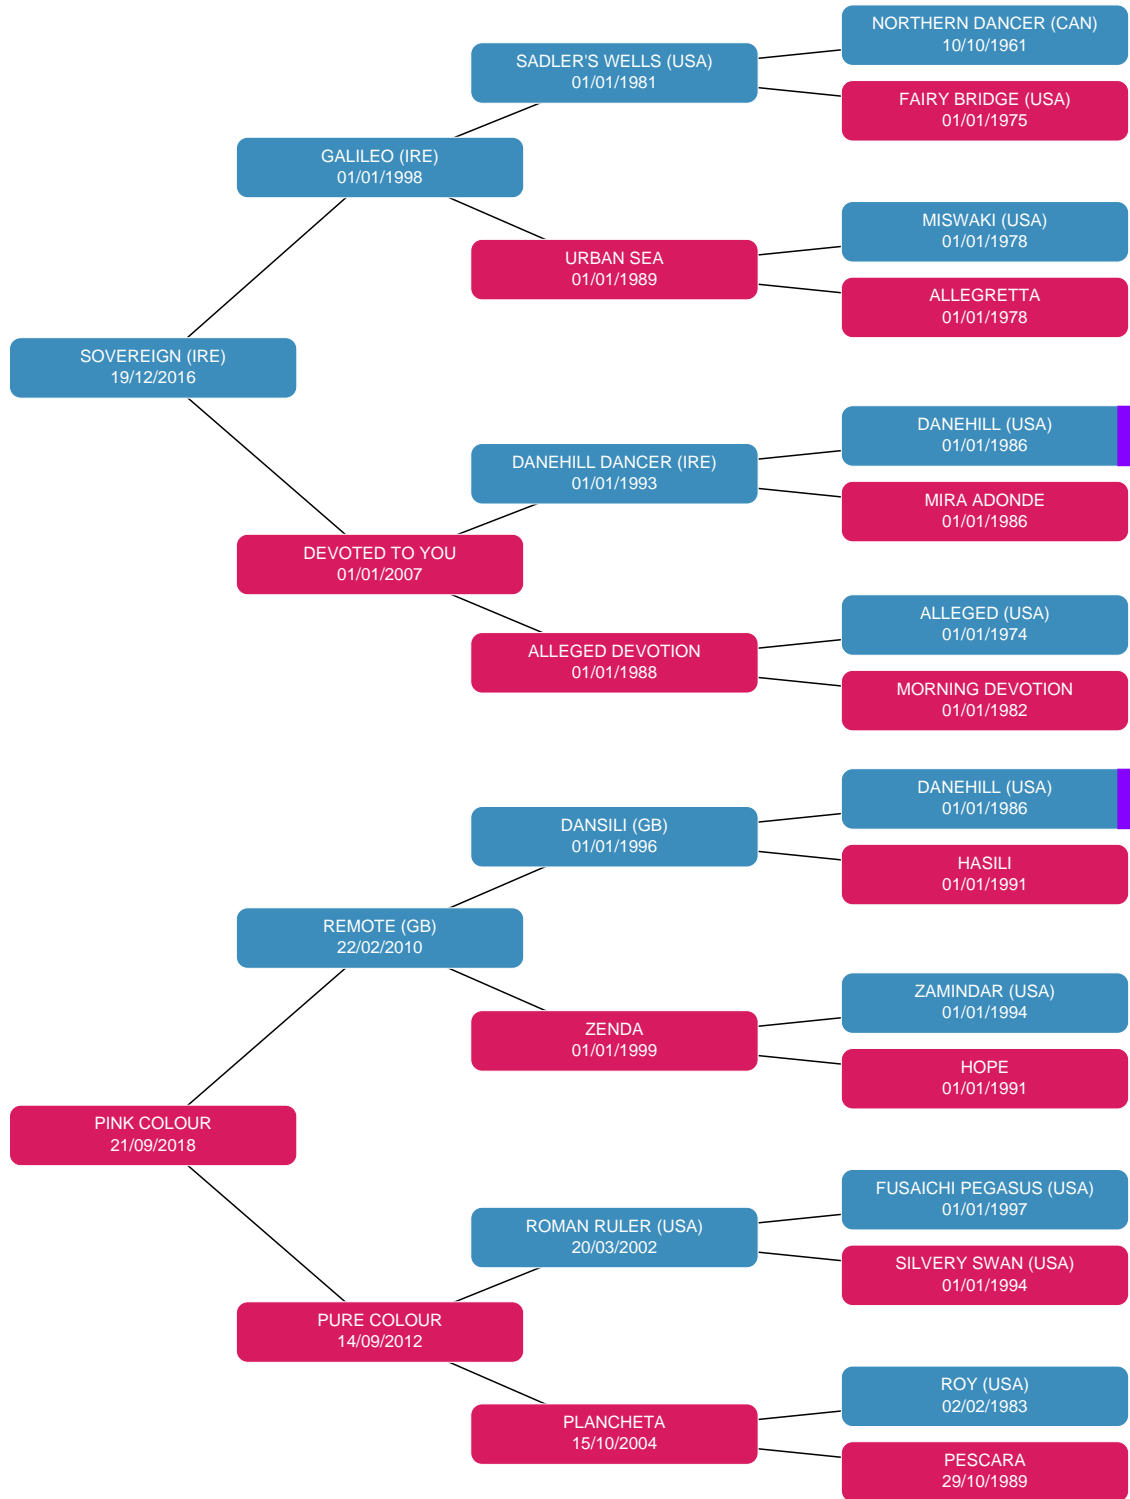 NORTHERN DANCER (CAN)
10/10/1961
SADLER'S WELLS (USA)
01/01/1981
FAIRY BRIDGE (USA)
01/01/1975
GALILEO (IRE)
01/01/1998
MISWAKI (USA)
01/01/1978
URBAN SEA
01/01/1989
ALLEGRETTA
01/01/1978
SOVEREIGN (IRE)
19/12/2016
DANEHILL (USA)
01/01/1986
DANEHILL DANCER (IRE)
01/01/1993
MIRA ADONDE
01/01/1986
DEVOTED TO YOU
01/01/2007
ALLEGED (USA)
01/01/1974
ALLEGED DEVOTION
01/01/1988
MORNING DEVOTION
01/01/1982
DANEHILL (USA)
01/01/1986
DANSILI (GB)
01/01/1996
HASILI
01/01/1991
REMOTE (GB)
22/02/2010
ZAMINDAR (USA)
01/01/1994
ZENDA
01/01/1999
HOPE
01/01/1991
PINK COLOUR
21/09/2018
FUSAICHI PEGASUS (USA)
01/01/1997
ROMAN RULER (USA)
20/03/2002
SILVERY SWAN (USA)
01/01/1994
PURE COLOUR
14/09/2012
ROY (USA)
02/02/1983
PLANCHETA
15/10/2004
PESCARA
29/10/1989